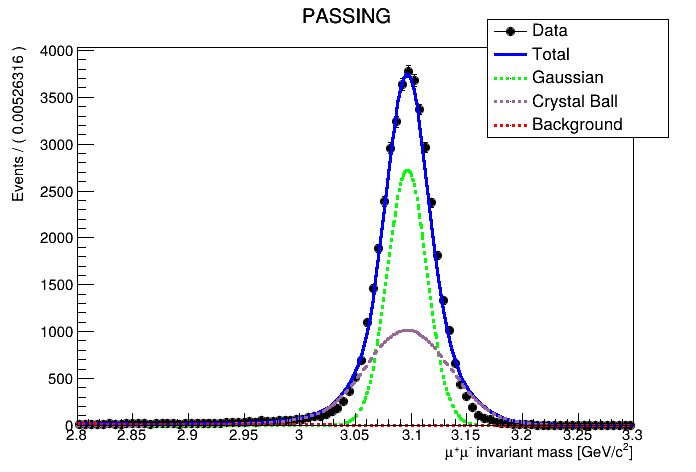 PASSING
Data
Total
Gaussian
Crystal Ball
Background
Events / ( 0.00526316 )
4000
3500
3000
2500
2000
1500
1000
500
0
2.8 2.85 2.9 2.95 3 3.05 3.1 3.15 3.2 3.25 3.3
μ⁺μ⁻ invariant mass [GeV/c²]